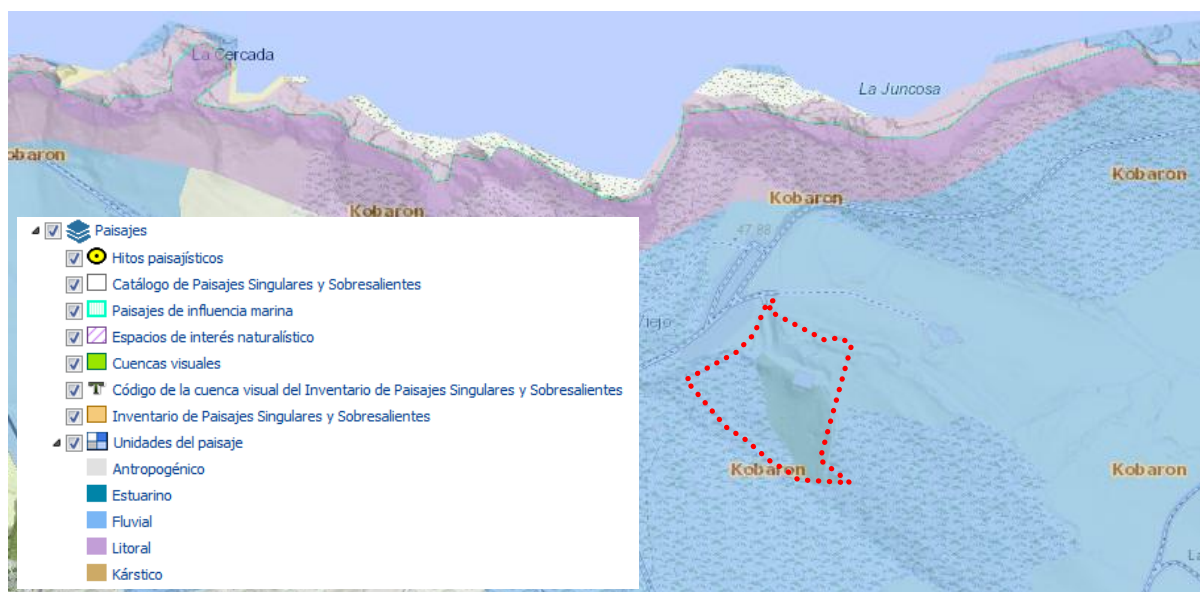 La Cercada
La Juncosa
obaron
Kobaron
Kobaron
Kobaron
47.88
Viejo
Kobaron
Kobaron
Paisajes
Hitos paisajísticos
Catálogo de Paisajes Singulares y Sobresalientes
Paisajes de influencia marina
Espacios de interés naturalístico
Cuencas visuales
Código de la cuenca visual del Inventario de Paisajes Singulares y Sobresalientes
Inventario de Paisajes Singulares y Sobresalientes
Unidades del paisaje
Antropogénico
Estuarino
Fluvial
Litoral
Kárstico